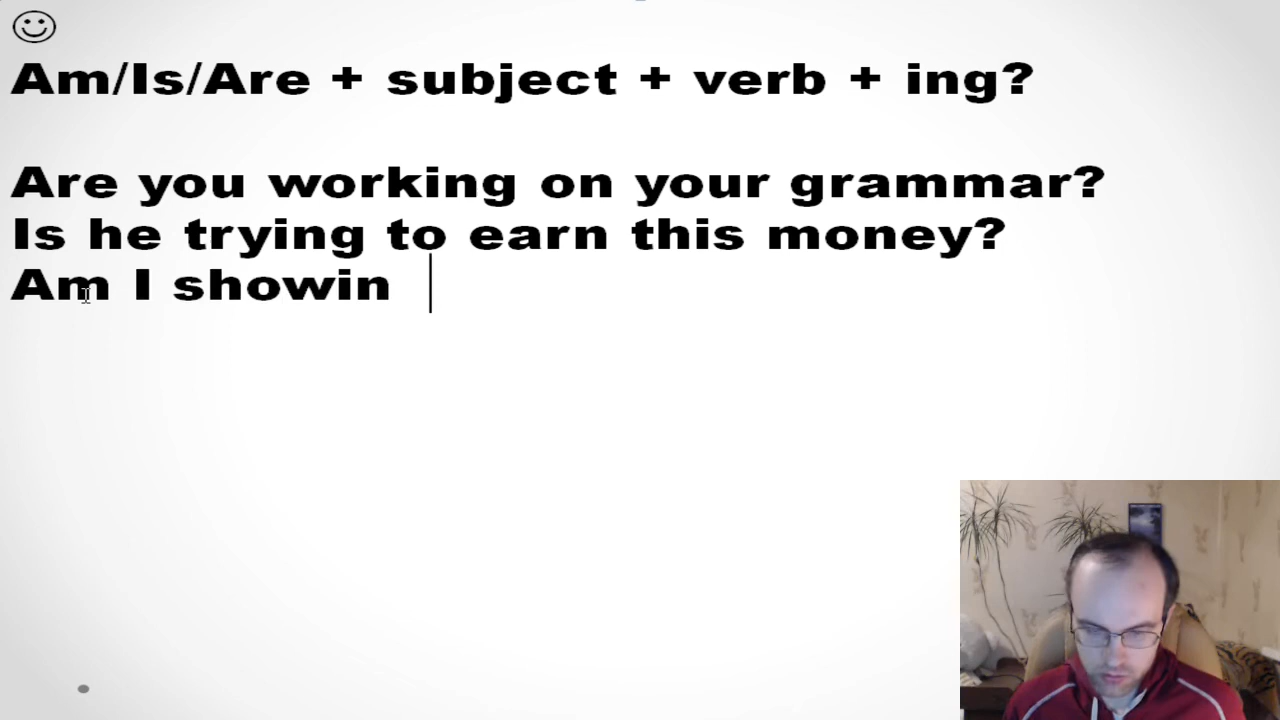 Am/Is/Are + subject + verb + ing?
Are you working on your grammar?
Is he trying to earn this money?
Am I showin